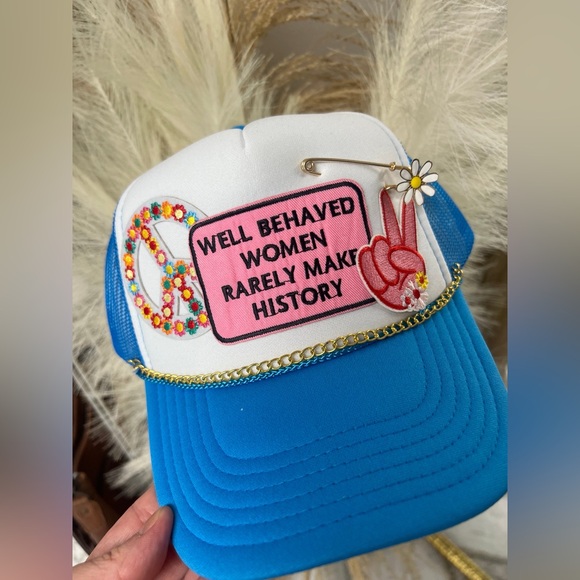 WELL BEHAVED
WOMEN
RARELY MAKE
HISTORY